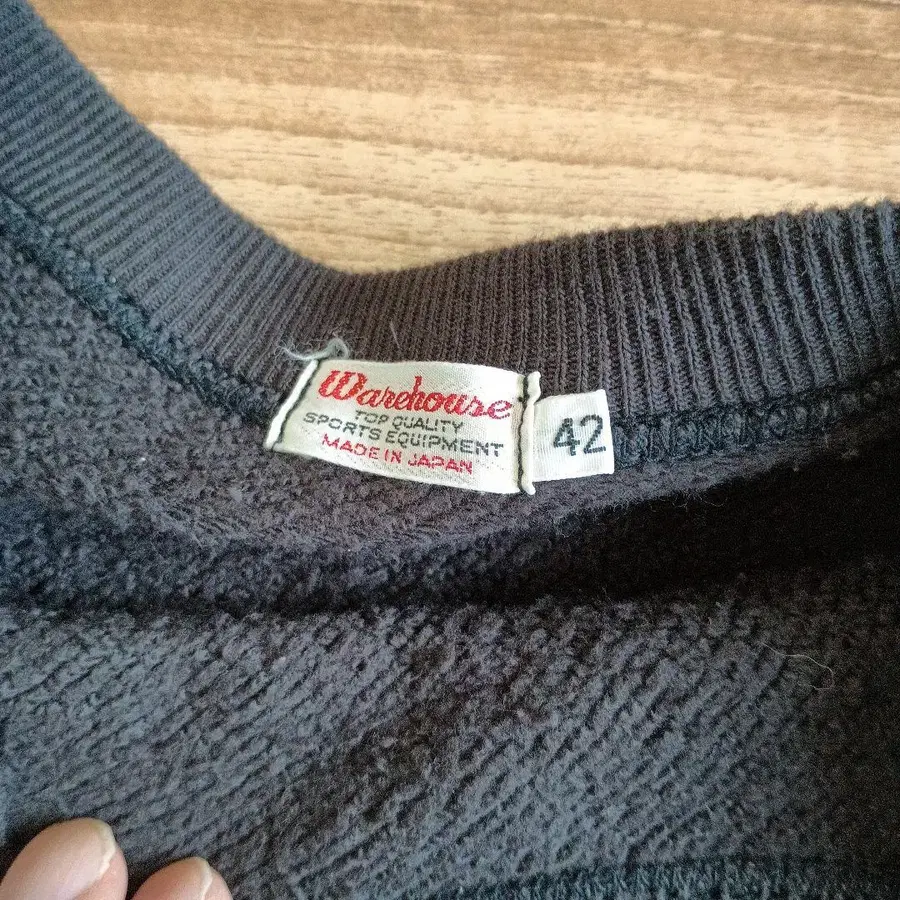 Warehouse
TOP QUALITY
SPORTS EQUIPMENT
MADE IN JAPAN
42